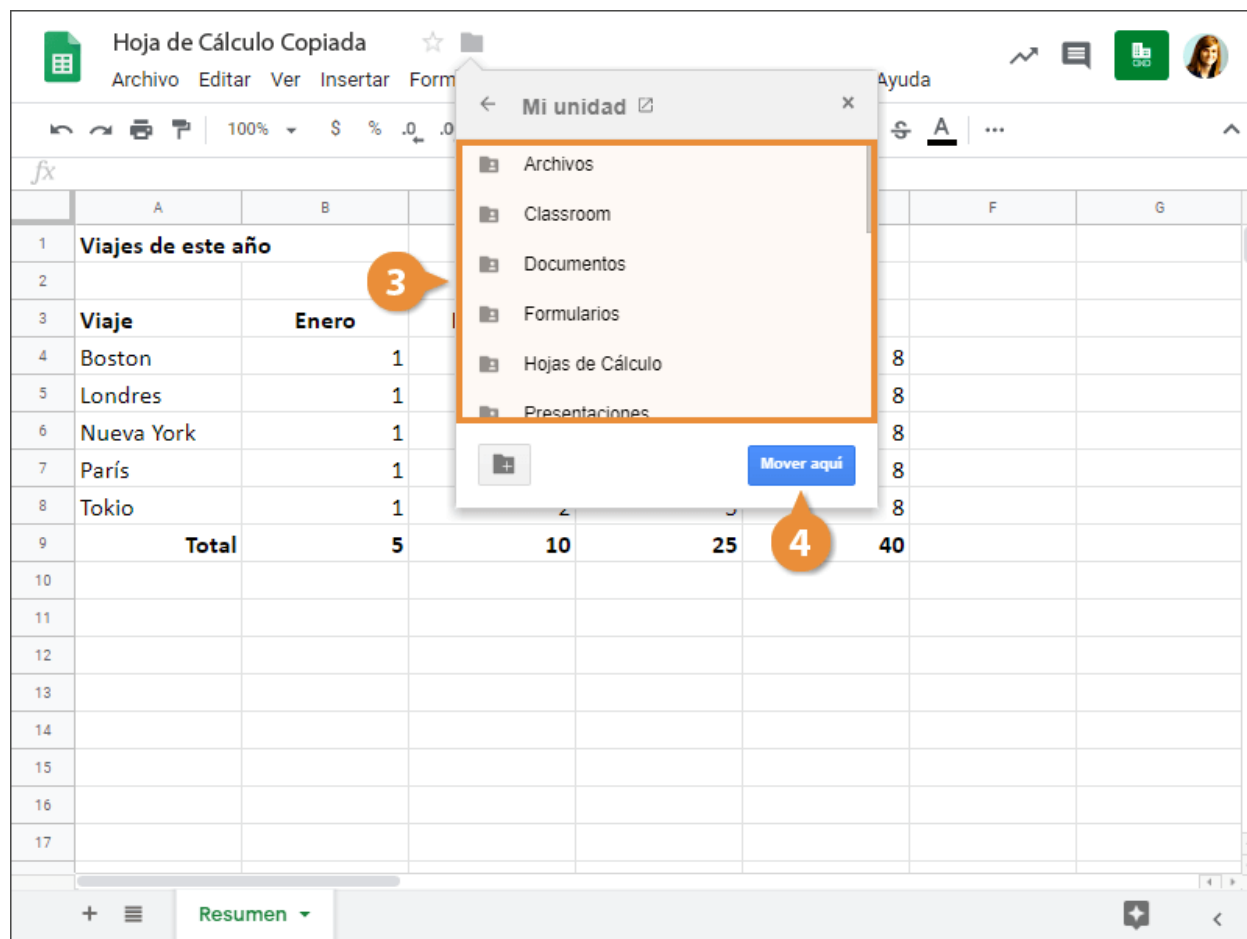 Hoja de Cálculo Copiada
Archivo Editar Ver Insertar Form Ayuda
Mi unidad
100% $ % .0 .0 S A ...
fx
Archivos
Classroom
Documentos
Formularios
Hojas de Cálculo
Presentaciones
Mover aquí
3
4
A B F G
1 Viajes de este año
2
3 Viaje Enero
4 Boston 1 8
5 Londres 1 8
6 Nueva York 1 8
7 París 1 8
8 Tokio 1 2 8
9 Total 5 10 25 40
10
11
12
13
14
15
16
17
Resumen